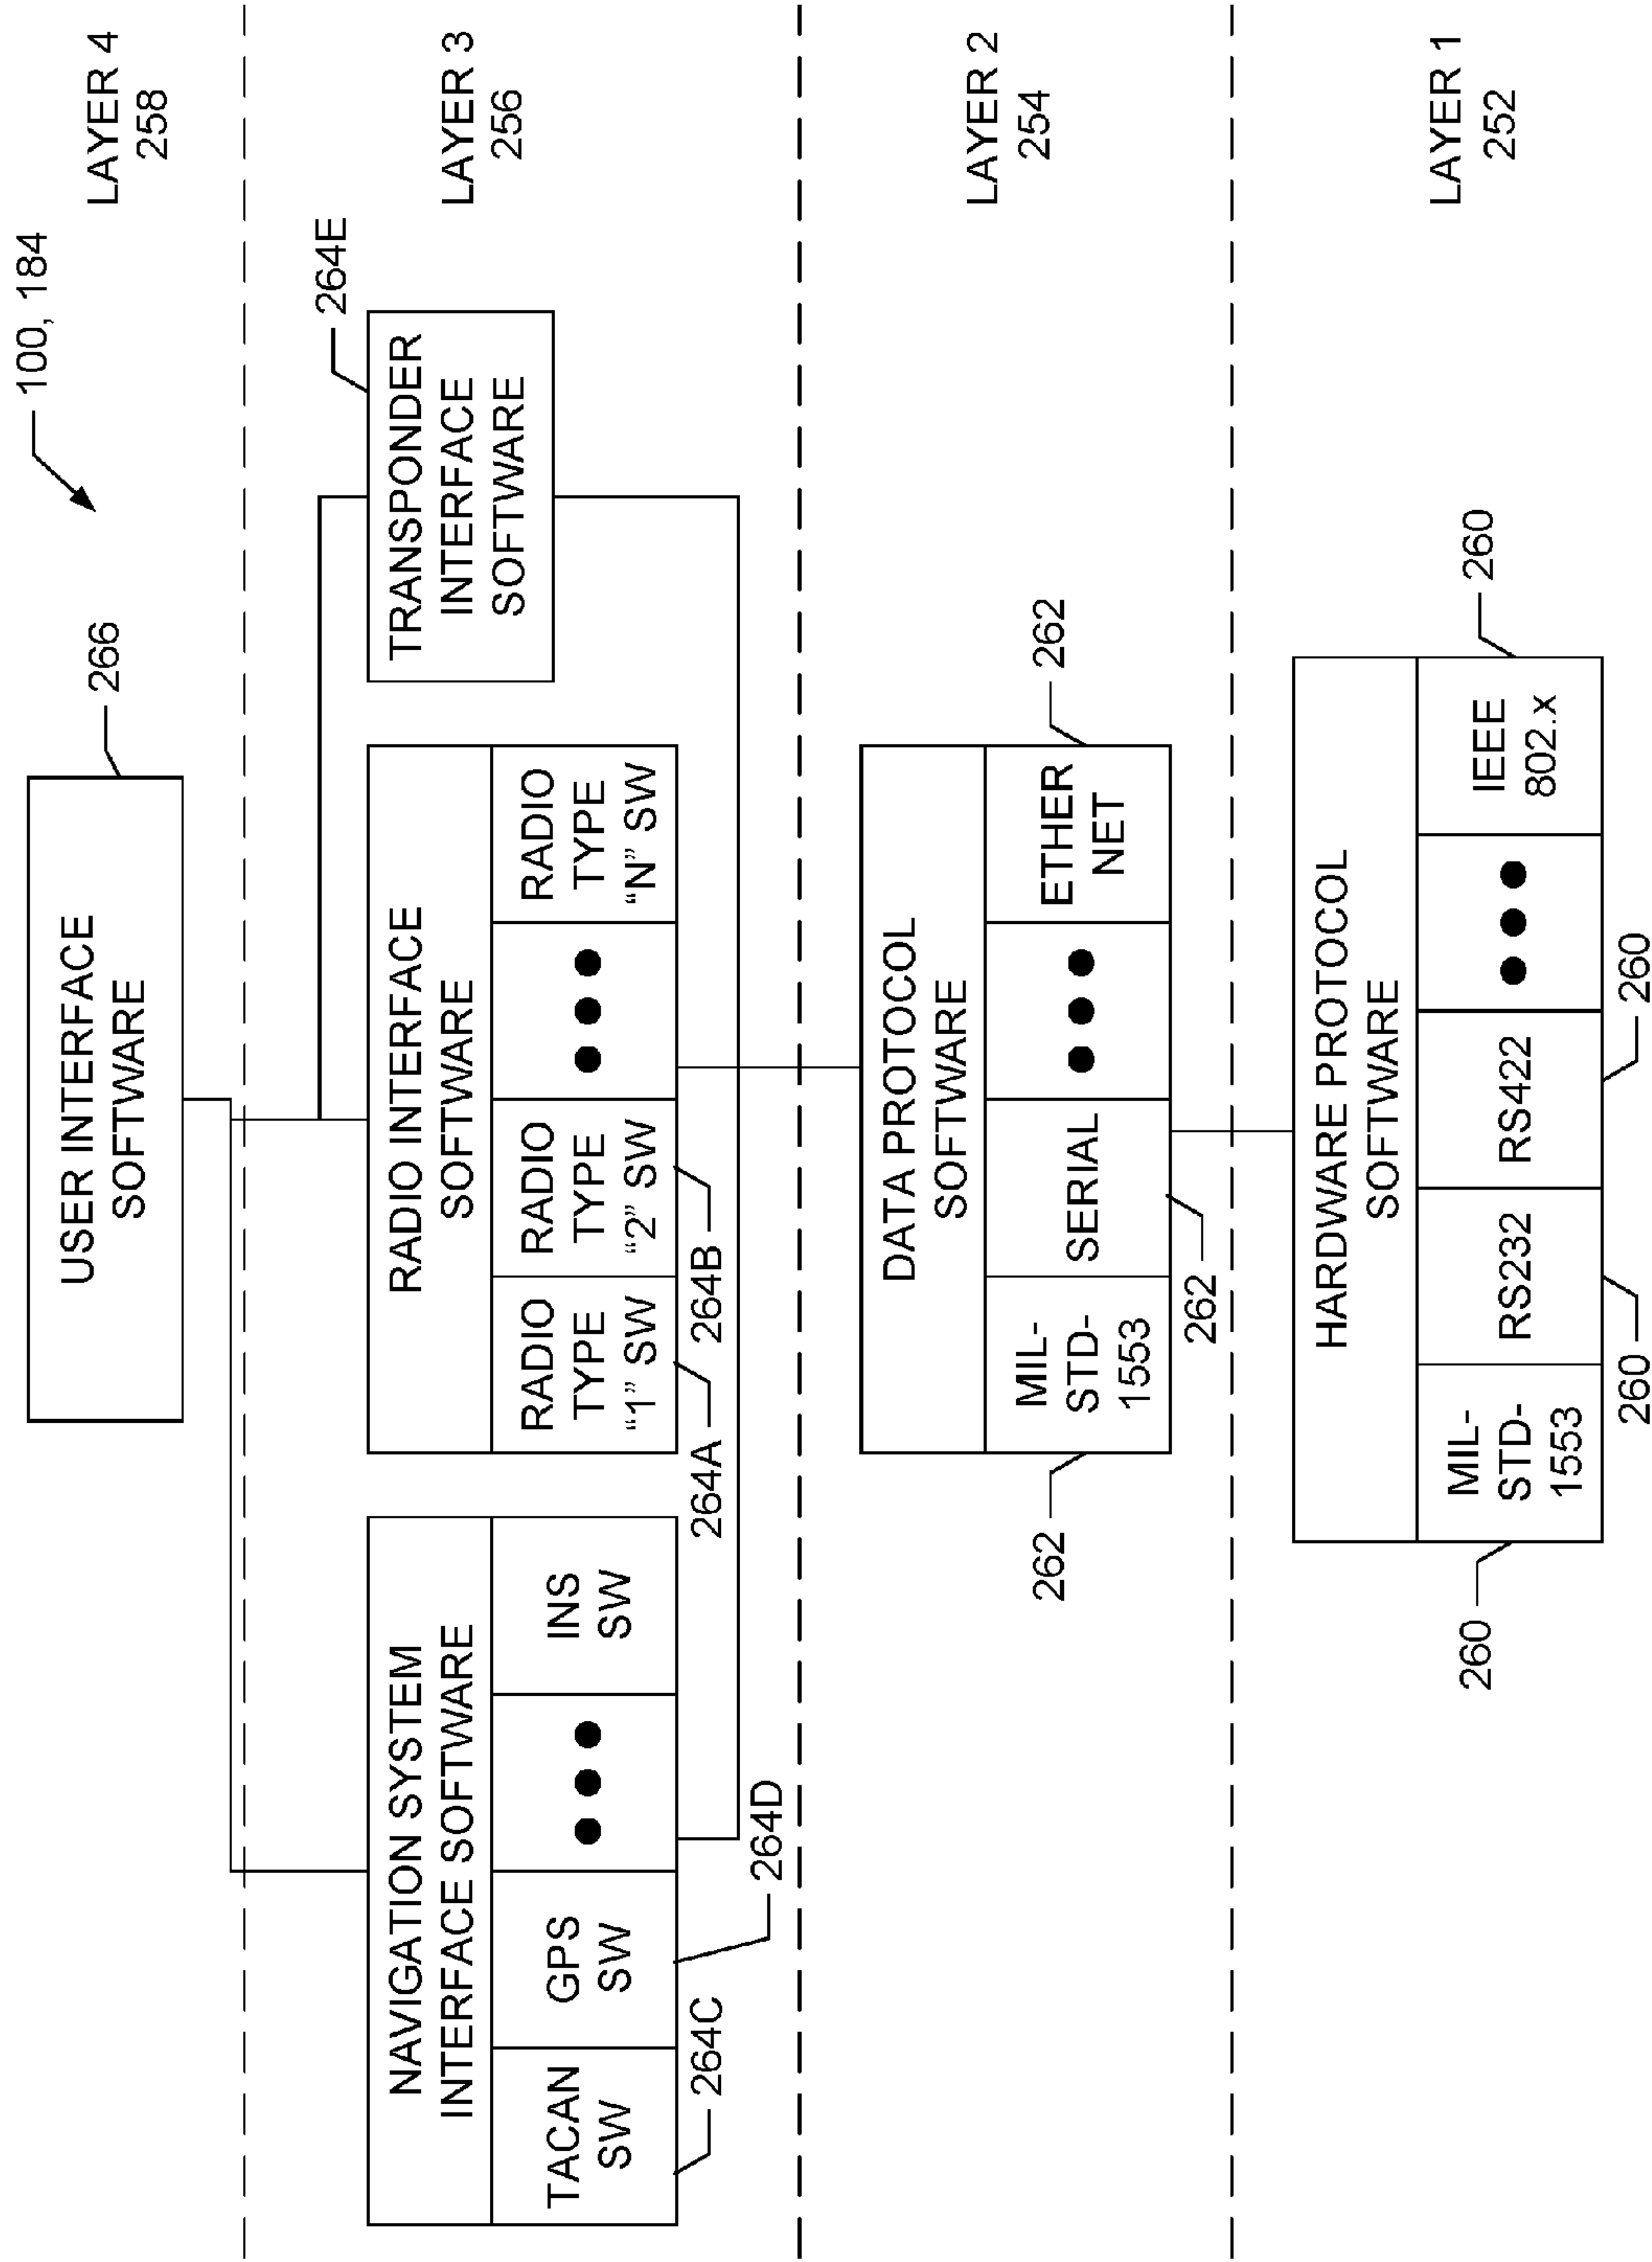 100, 184
LAYER 4
258
USER INTERFACE
SOFTWARE
266
LAYER 3
256
NAVIGATION SYSTEM
INTERFACE SOFTWARE
TACAN
SW
GPS
SW
● ● ●
INS
SW
264C
264D
RADIO INTERFACE
SOFTWARE
RADIO
TYPE
“1” SW
RADIO
TYPE
“2” SW
● ● ●
RADIO
TYPE
“N” SW
264A
264B
TRANSPONDER
INTERFACE
SOFTWARE
264E
LAYER 2
254
DATA PROTOCOL
SOFTWARE
MIL-
STD-
1553
SERIAL
● ● ●
ETHER
NET
262
262
262
LAYER 1
252
HARDWARE PROTOCOL
SOFTWARE
MIL-
STD-
1553
RS232
RS422
● ● ●
IEEE
802.x
260
260
260
260